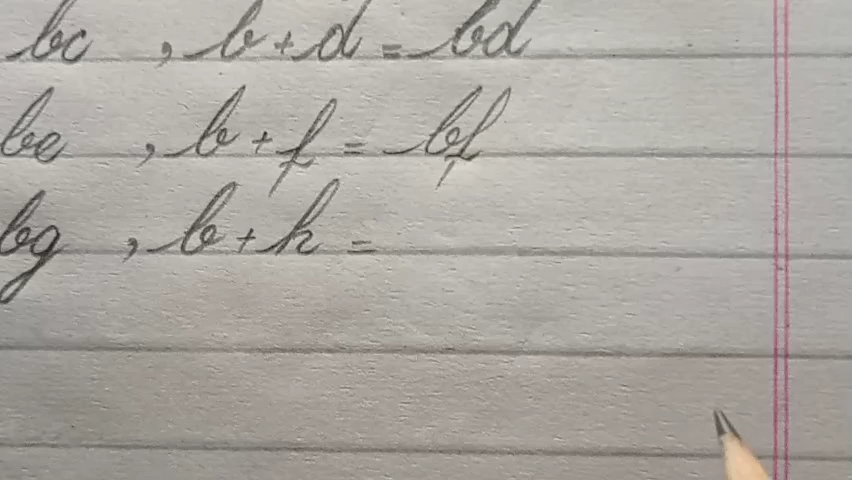 bc , b + d = bd
be , b + f = bf
bg , b + h =